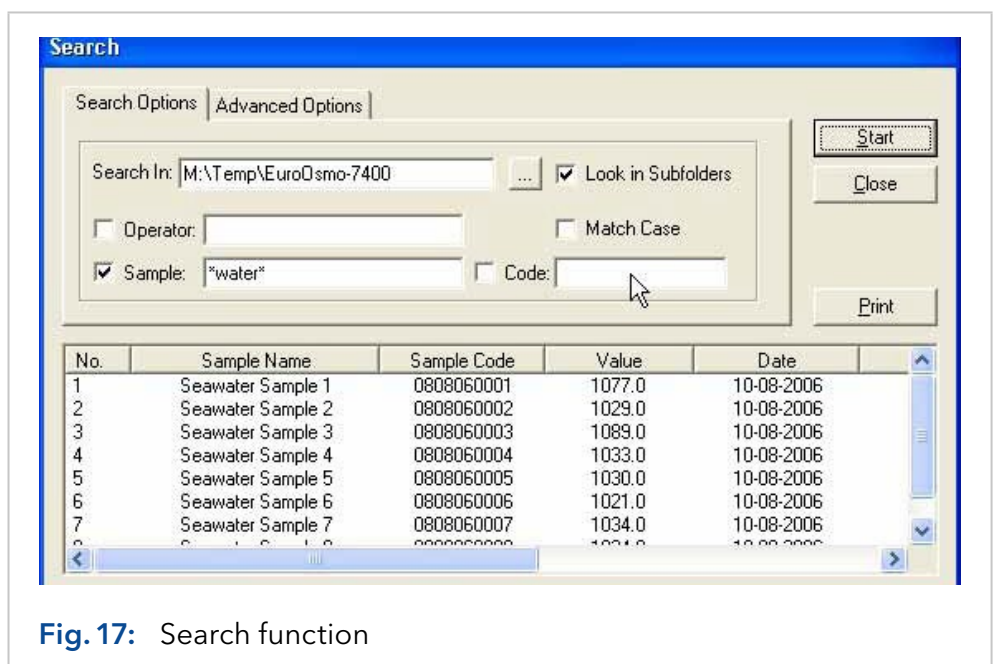 Search
Search Options Advanced Options
Start
Search In: M:\Temp\EuroOsmo-7400 ... Look in Subfolders
Close
Operator: Match Case
Sample: *water* Code:
Print
No. Sample Name Sample Code Value Date
1 Seawater Sample 1 0808060001 1077.0 10-08-2006
2 Seawater Sample 2 0808060002 1029.0 10-08-2006
3 Seawater Sample 3 0808060003 1089.0 10-08-2006
4 Seawater Sample 4 0808060004 1033.0 10-08-2006
5 Seawater Sample 5 0808060005 1030.0 10-08-2006
6 Seawater Sample 6 0808060006 1021.0 10-08-2006
7 Seawater Sample 7 0808060007 1034.0 10-08-2006
Fig. 17: Search function